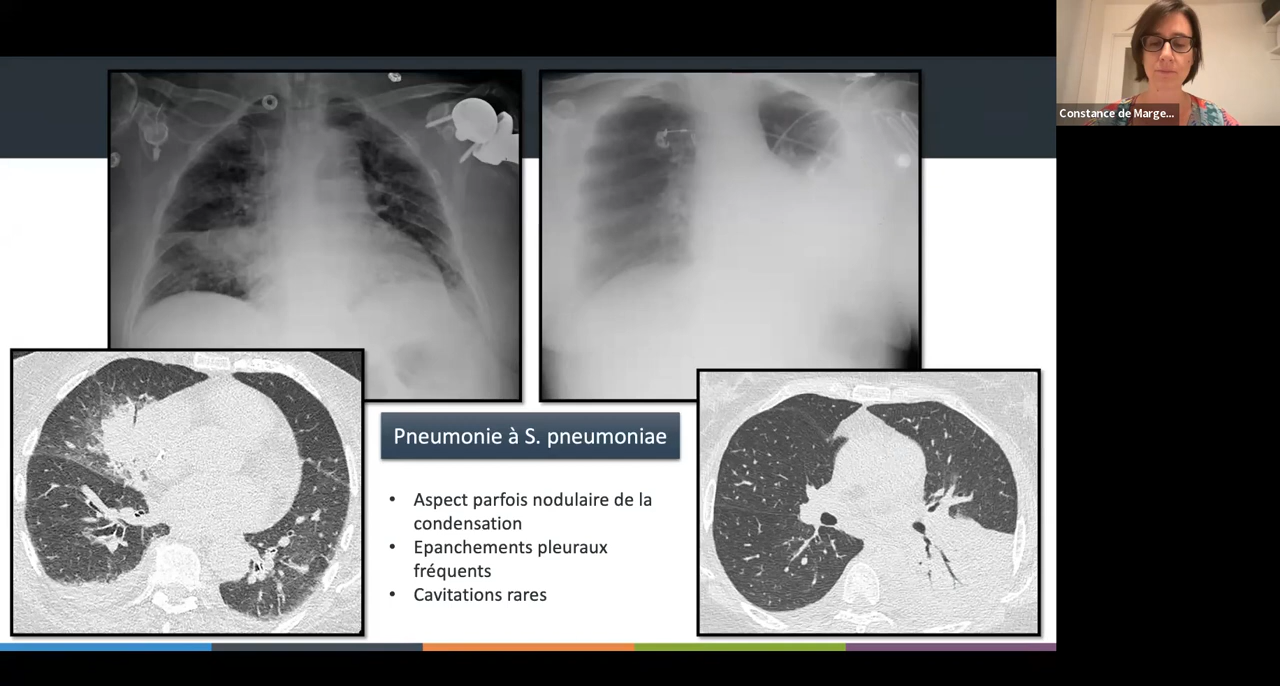 Constance de Marge...
Pneumonie à S. pneumoniae
• Aspect parfois nodulaire de la
condensation
• Epanchements pleuraux
fréquents
• Cavitations rares